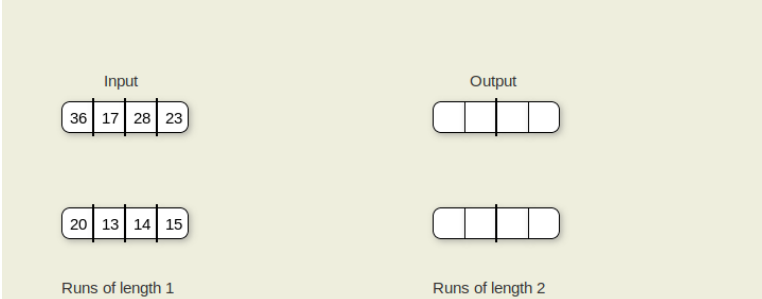 Input
Output
36 17 28 23
20 13 14 15
Runs of length 1
Runs of length 2